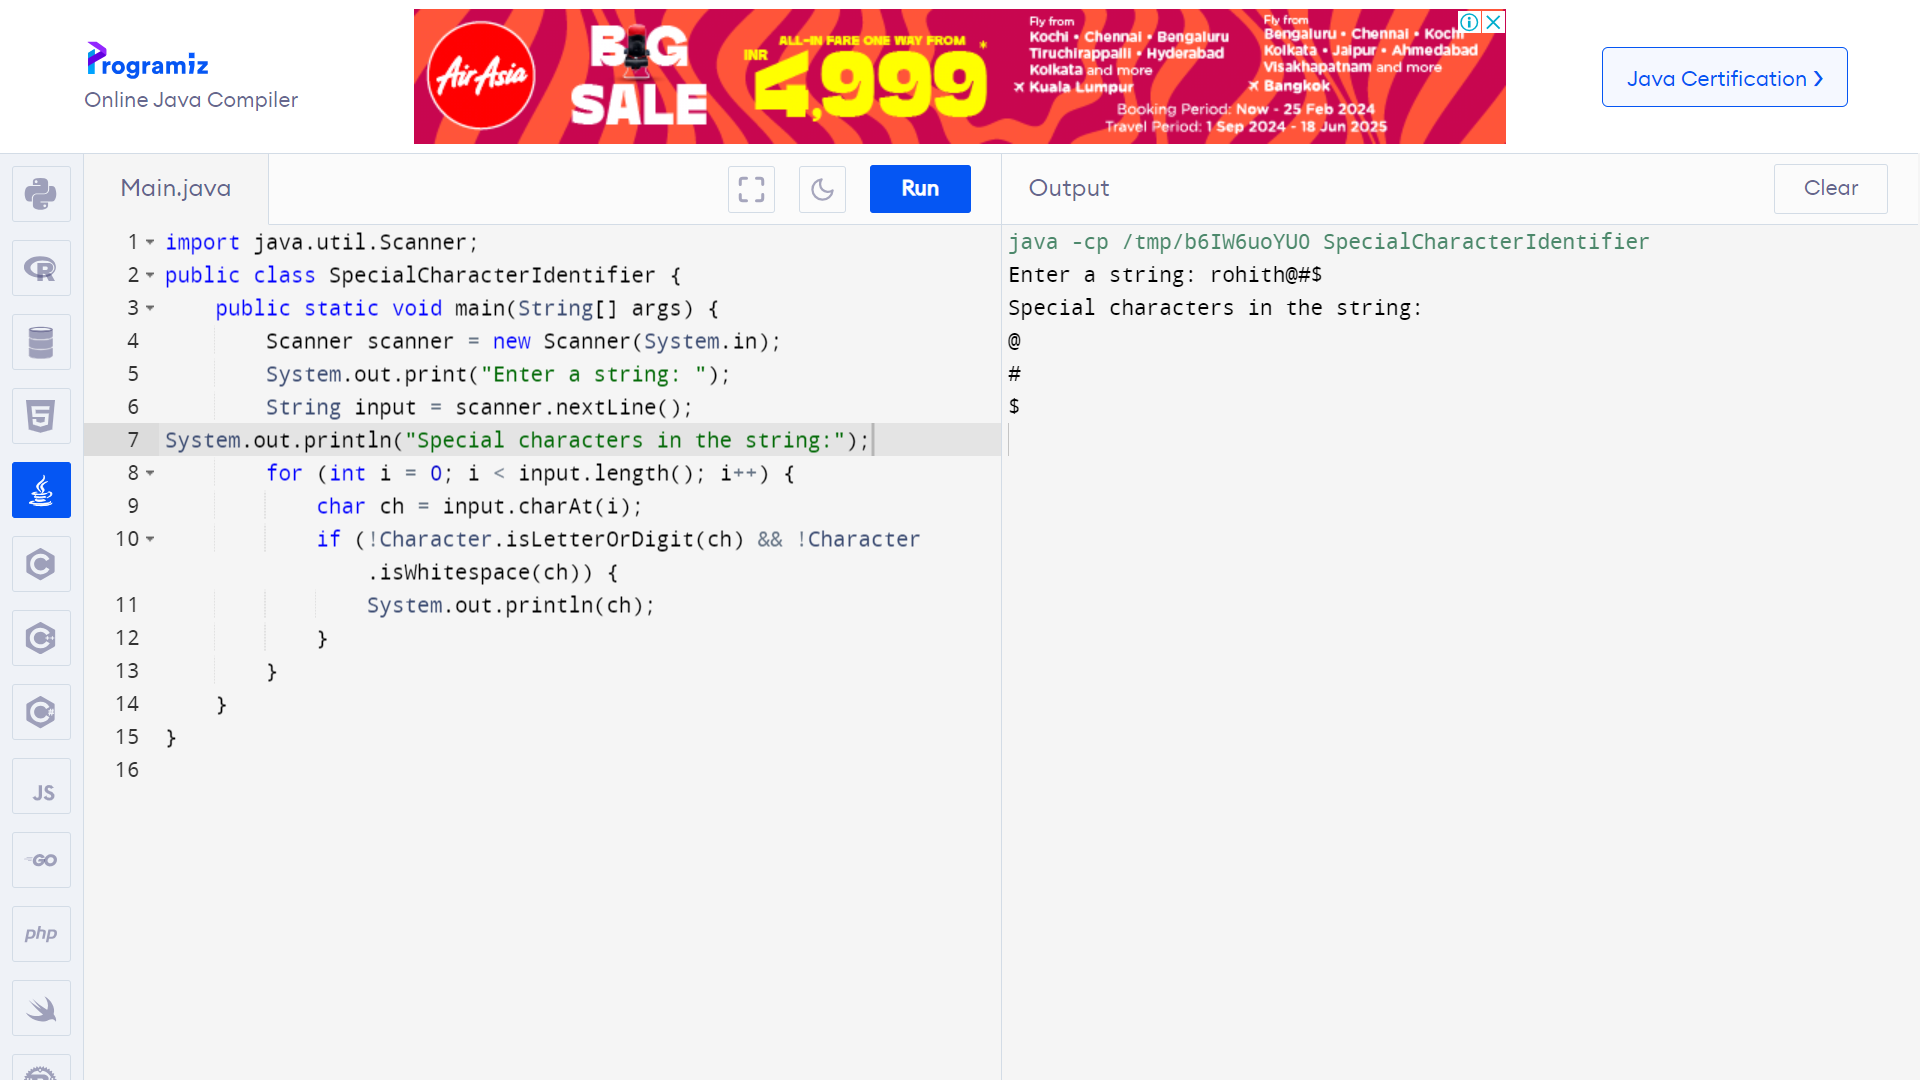 Programiz
Online Java Compiler
AirAsia
BIG
SALE
ALL-IN FARE ONE WAY FROM
INR
4,999*
Fly from
Kochi • Chennai • Bengaluru
Tiruchirappalli • Hyderabad
Kolkata and more
Kuala Lumpur
Fly from
Bengaluru • Chennai • Kochi
Kolkata • Jaipur • Ahmedabad
Visakhapatnam and more
Bangkok
Booking Period: Now - 25 Feb 2024
Travel Period: 1 Sep 2024 - 18 Jun 2025
Java Certification ❯
Main.java
Run
Output
Clear
1 import java.util.Scanner;
2 public class SpecialCharacterIdentifier {
3     public static void main(String[] args) {
4         Scanner scanner = new Scanner(System.in);
5         System.out.print("Enter a string: ");
6         String input = scanner.nextLine();
7 System.out.println("Special characters in the string:");
8         for (int i = 0; i < input.length(); i++) {
9             char ch = input.charAt(i);
10             if (!Character.isLetterOrDigit(ch) && !Character
                .isWhitespace(ch)) {
11                 System.out.println(ch);
12             }
13         }
14     }
15 }
16
java -cp /tmp/b6IW6uoYUO SpecialCharacterIdentifier
Enter a string: rohith@#$
Special characters in the string:
@
#
$
R
5
C
C
C#
JS
GO
php